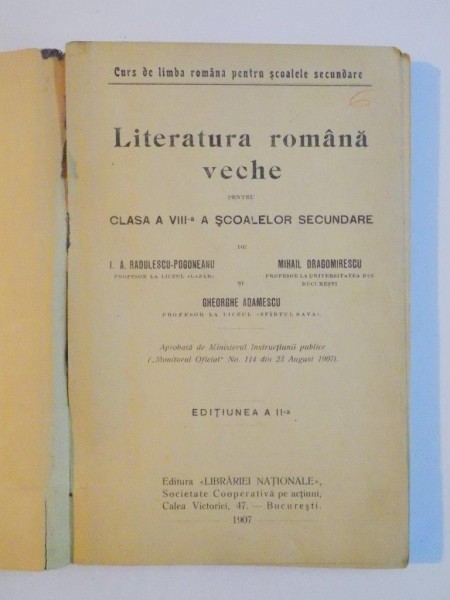 Curs de limba română pentru școalele secundare
6
Literatura română
veche
PENTRU
CLASA A VIII-a A ȘCOALELOR SECUNDARE
DE
I. A. RADULESCU-POGONEANU
PROFESOR LA LICEUL «LAZĂR»
MIHAIL DRAGOMIRESCU
PROFESOR LA UNIVERSITATEA DIN
BUCUREȘTI
ȘI
GHEORGHE ADAMESCU
PROFESOR LA LICEUL «SFÎNTUL SAVA»
Aprobată de Ministerul Instrucțiunii publice
(„Monitorul Oficial" No. 114 din 23 August 1907).
EDIȚIUNEA A II-a
Editura «LIBRĂRIEI NAȚIONALE»,
Societate Cooperativă pe acțiuni,
Calea Victoriei, 47. — București.
1907